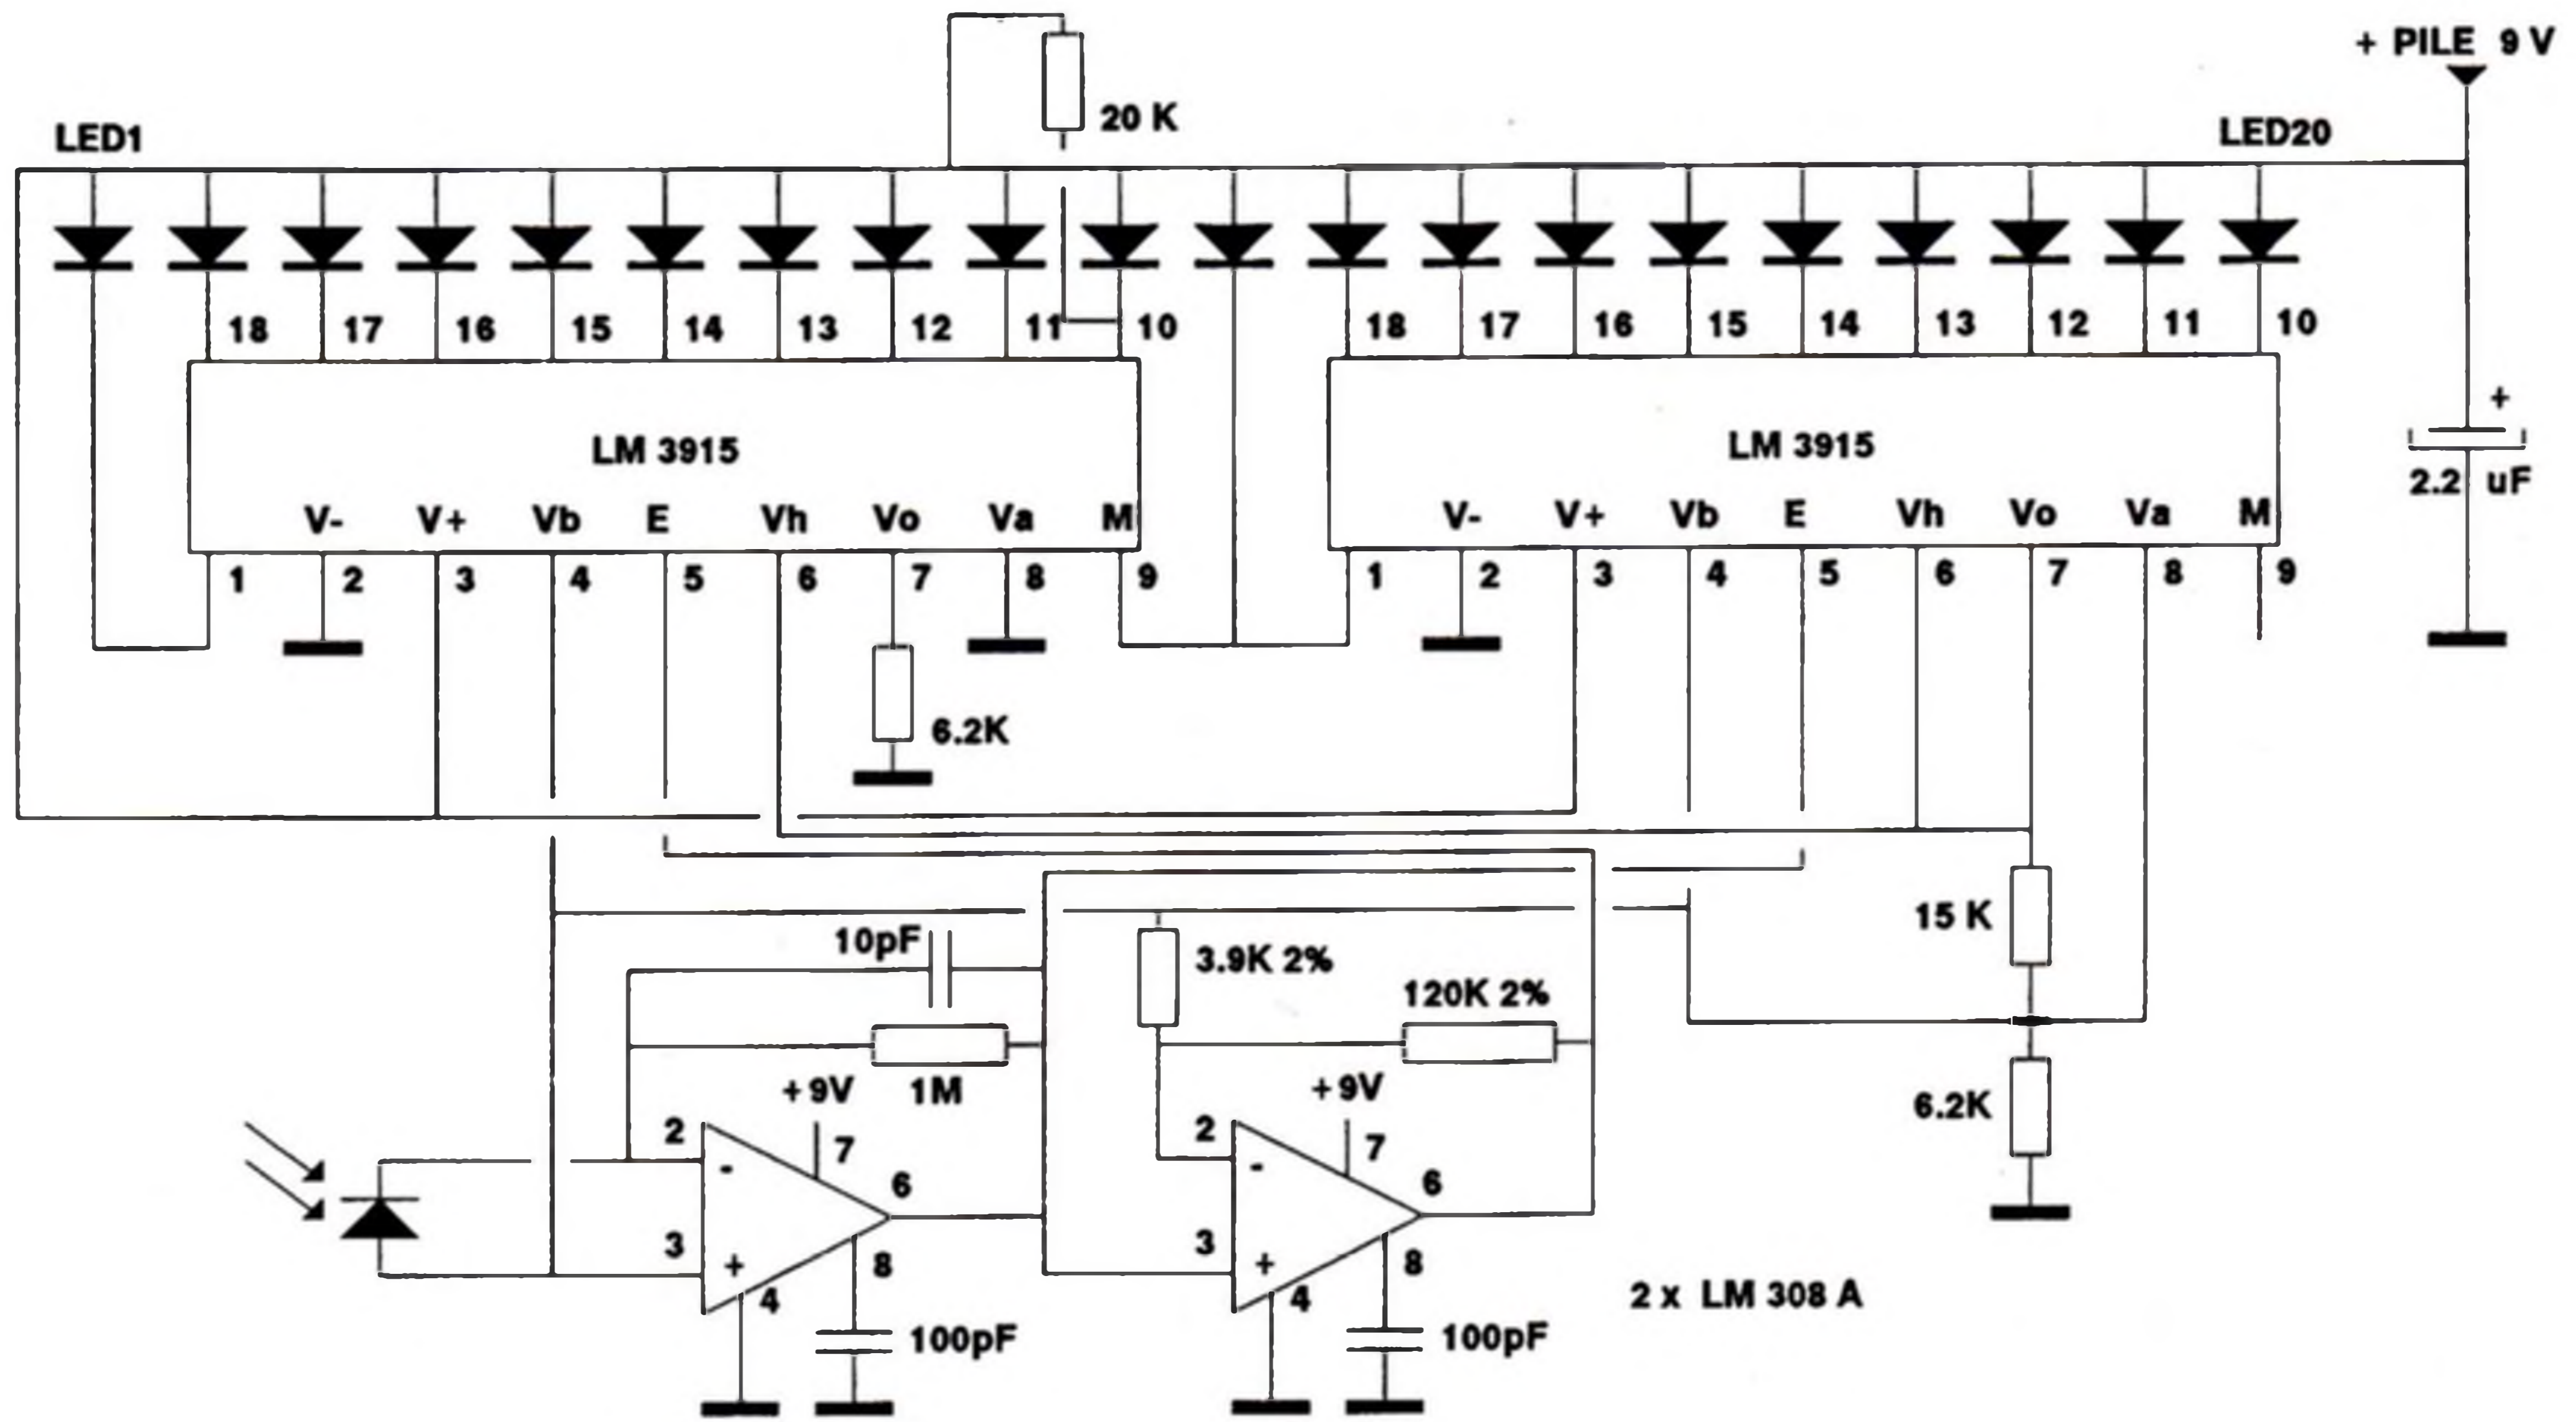 + PILE 9 V
20 K
LED1
LED20
18 17 16 15 14 13 12 11 10
18 17 16 15 14 13 12 11 10
+
LM 3915
LM 3915
2.2 uF
V- V+ Vb E Vh Vo Va M
V- V+ Vb E Vh Vo Va M
1 2 3 4 5 6 7 8 9
1 2 3 4 5 6 7 8 9
6.2K
15 K
10pF
3.9K 2%
120K 2%
+9V
1M
+9V
6.2K
2
7
2
7
-
6
-
6
3
3
+
8
+
8
4
4
2 x LM 308 A
100pF
100pF